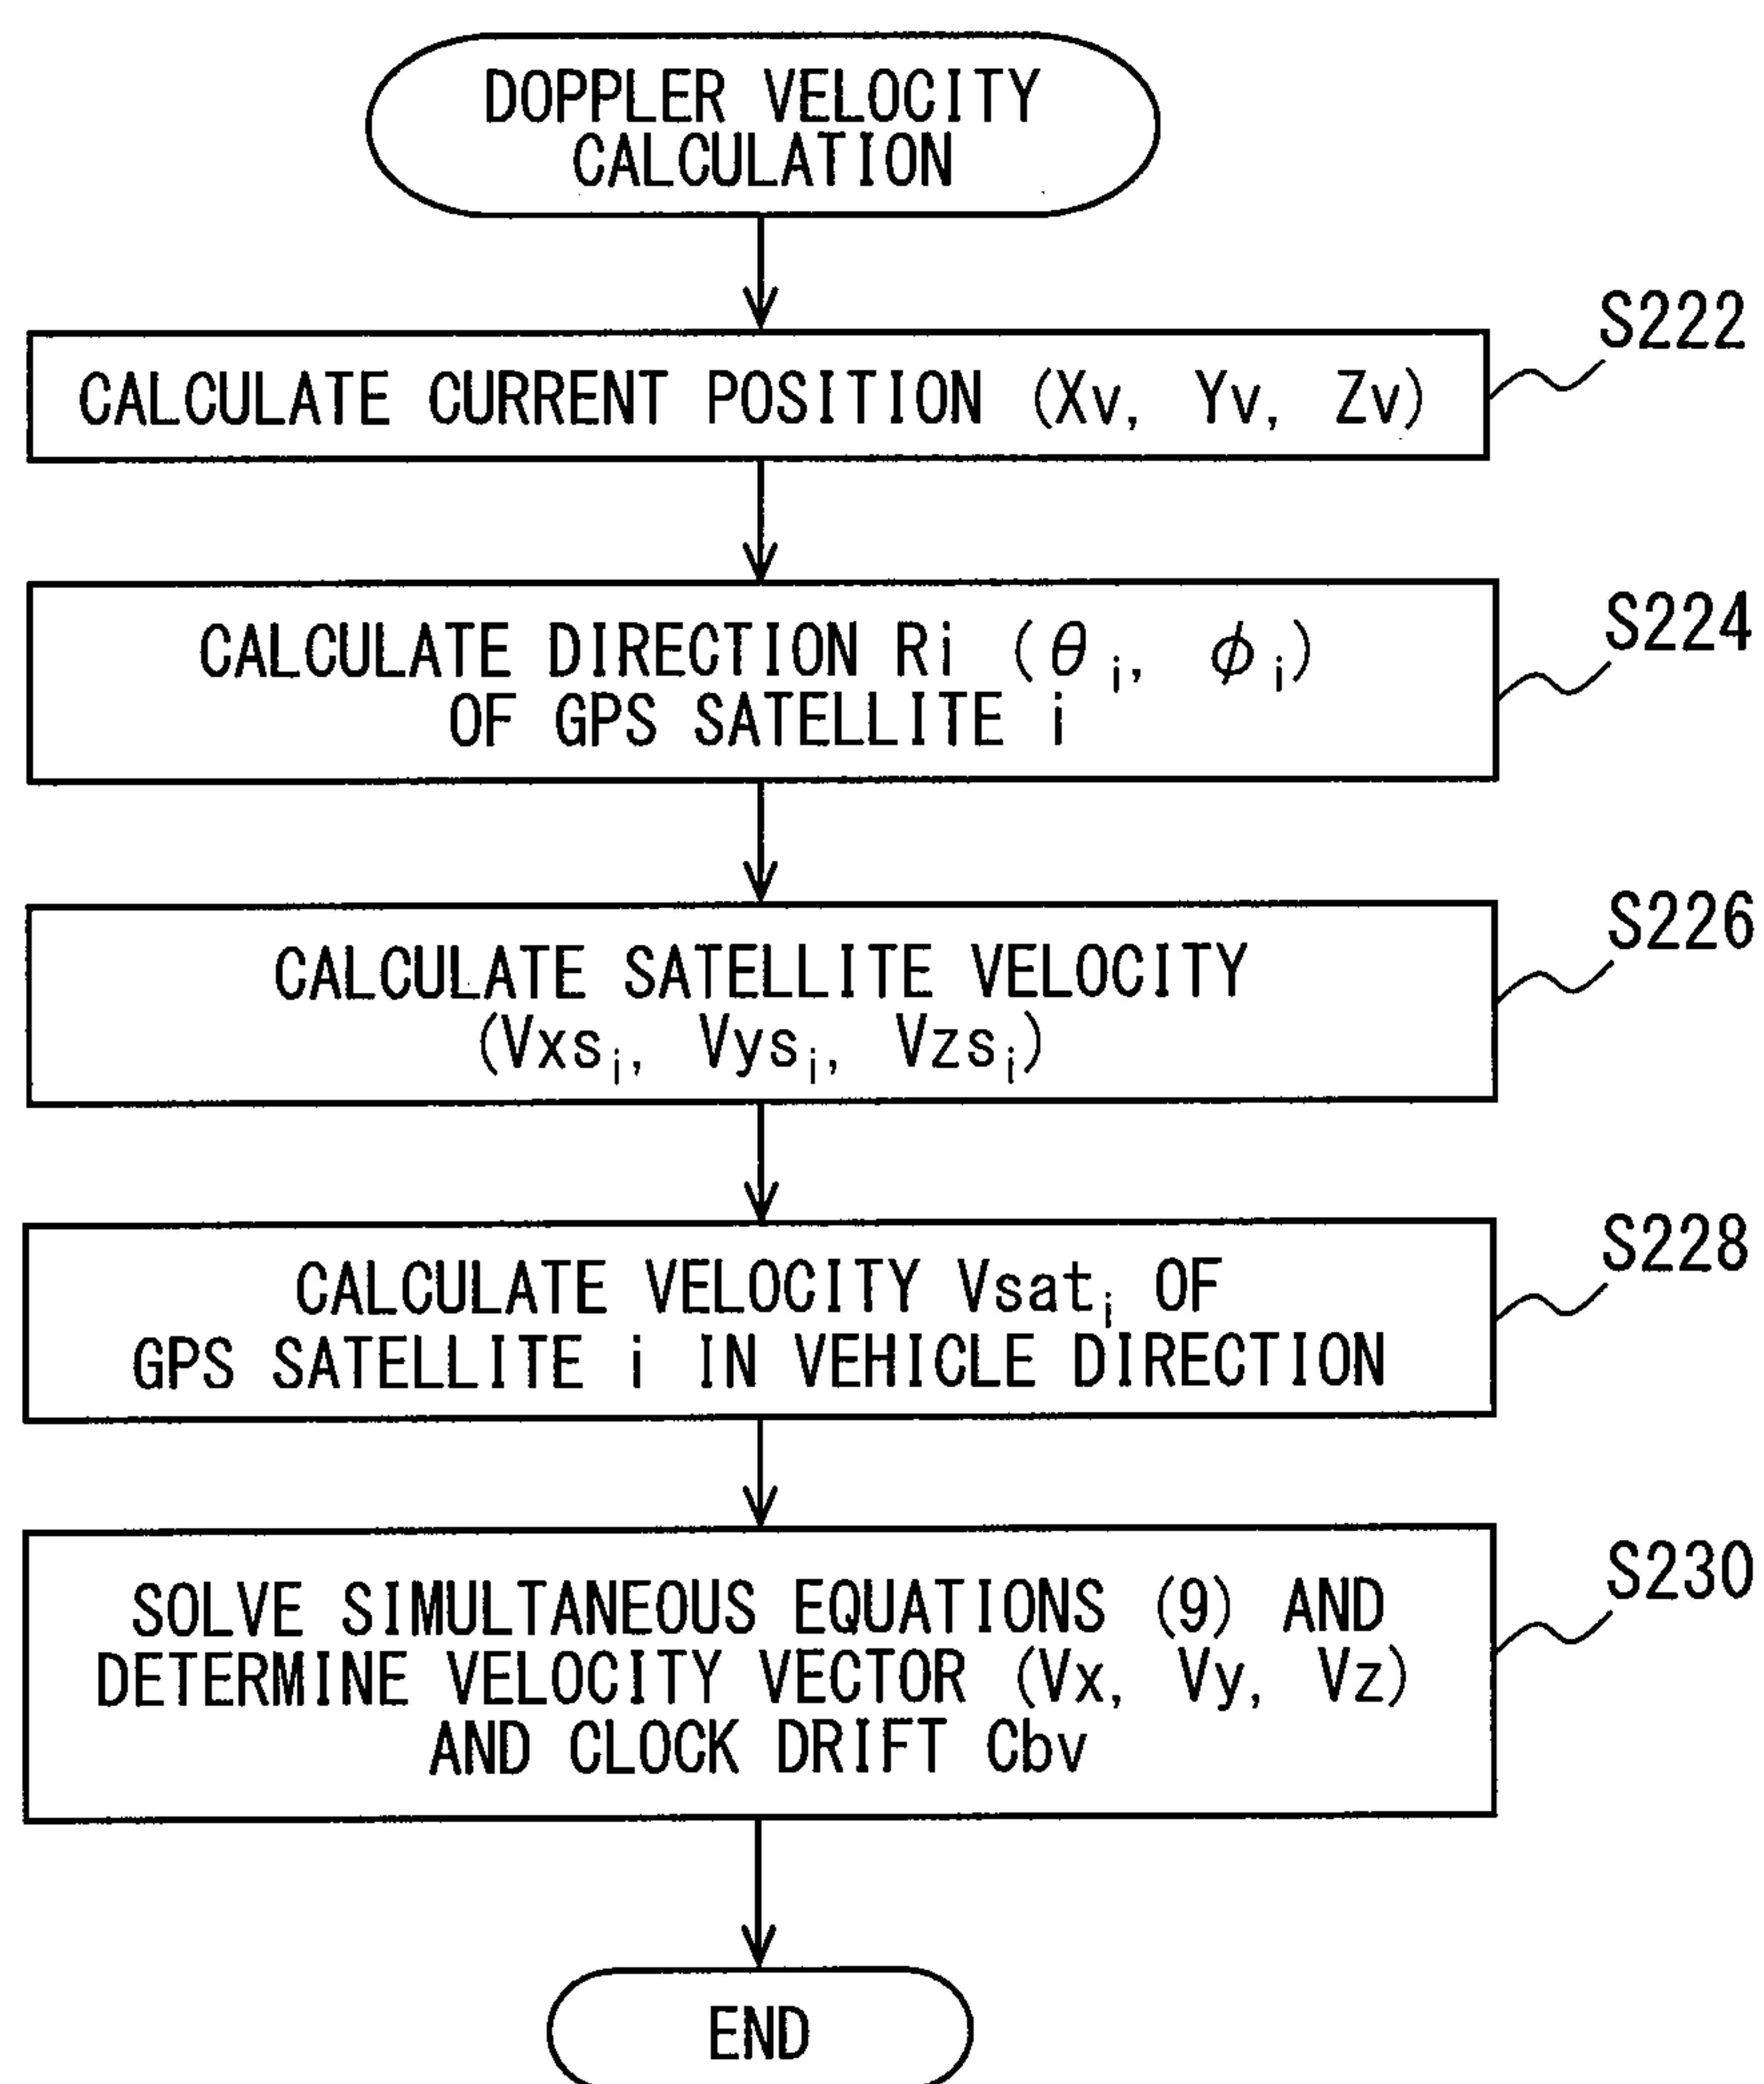 DOPPLER VELOCITY
CALCULATION
S222
CALCULATE CURRENT POSITION (Xv, Yv, Zv)
S224
CALCULATE DIRECTION Ri (θi, ϕi)
OF GPS SATELLITE i
S226
CALCULATE SATELLITE VELOCITY
(Vxsi, Vysi, Vzsi)
S228
CALCULATE VELOCITY Vsati OF
GPS SATELLITE i IN VEHICLE DIRECTION
S230
SOLVE SIMULTANEOUS EQUATIONS (9) AND
DETERMINE VELOCITY VECTOR (Vx, Vy, Vz)
AND CLOCK DRIFT Cbv
END